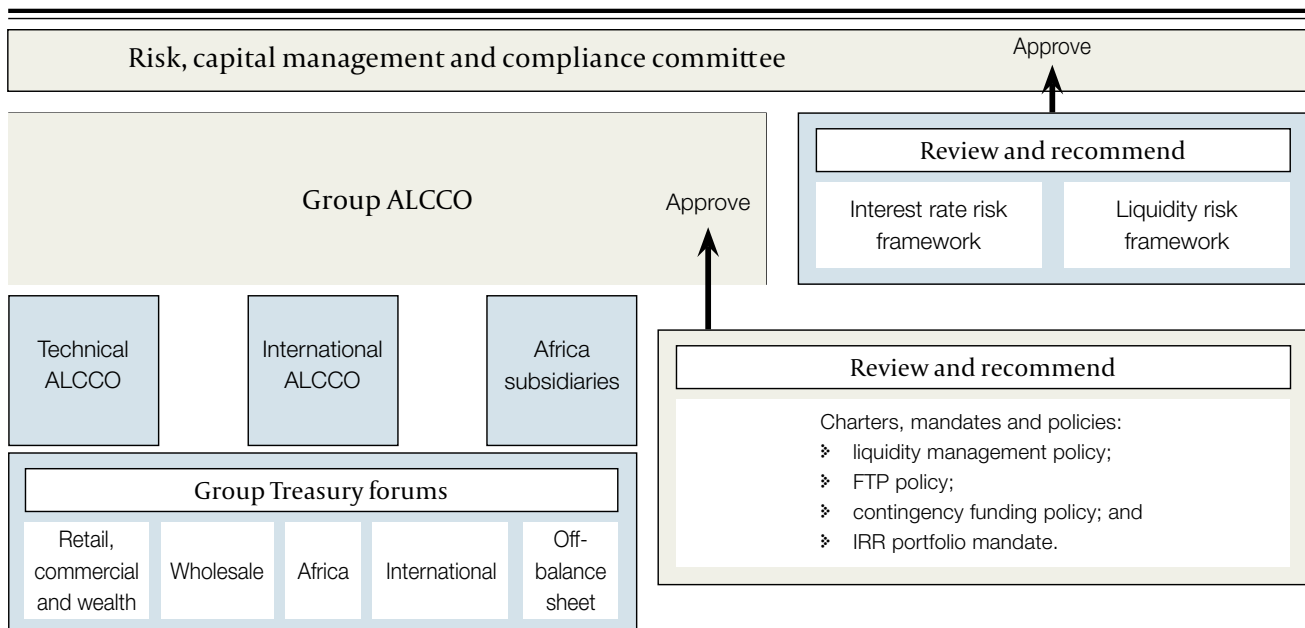 Risk, capital management and compliance committee
Approve
Group ALCCO
Approve
Review and recommend
Interest rate risk
framework
Liquidity risk
framework
Technical
ALCCO
International
ALCCO
Africa
subsidiaries
Review and recommend
Charters, mandates and policies:
liquidity management policy;
FTP policy;
contingency funding policy; and
IRR portfolio mandate.
Group Treasury forums
Retail,
commercial
and wealth
Wholesale
Africa
International
Off-
balance
sheet